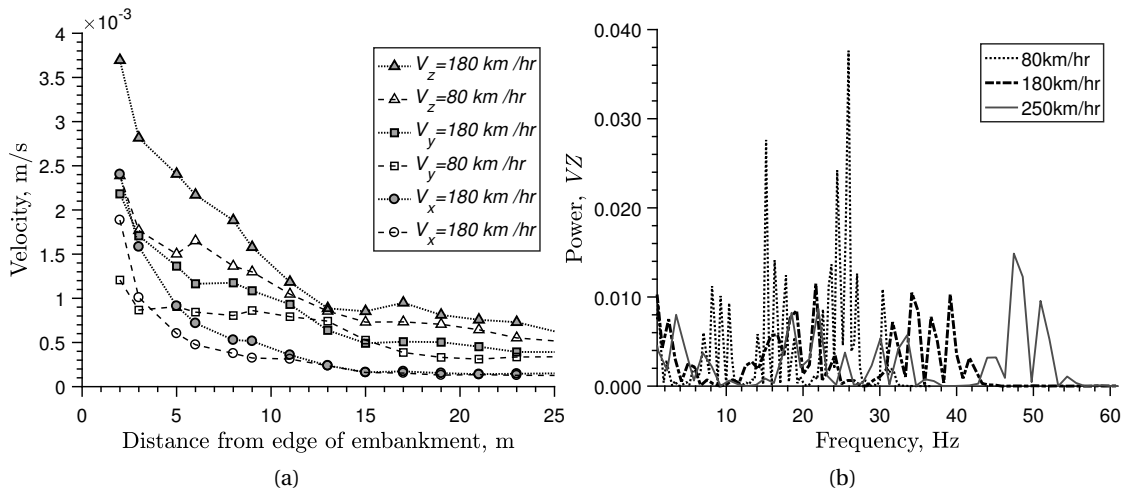 ×10⁻³
4
3.5
3
2.5
2
1.5
1
0.5
0
0
5
10
15
20
25
Velocity, m/s
Distance from edge of embankment, m
V_z=180 km /hr
V_z=80 km /hr
V_y=180 km /hr
V_y=80 km /hr
V_x=180 km /hr
V_x=180 km /hr
(a)
0.040
0.030
0.020
0.010
0.000
10
20
30
40
50
60
Power, VZ
Frequency, Hz
80km/hr
180km/hr
250km/hr
(b)